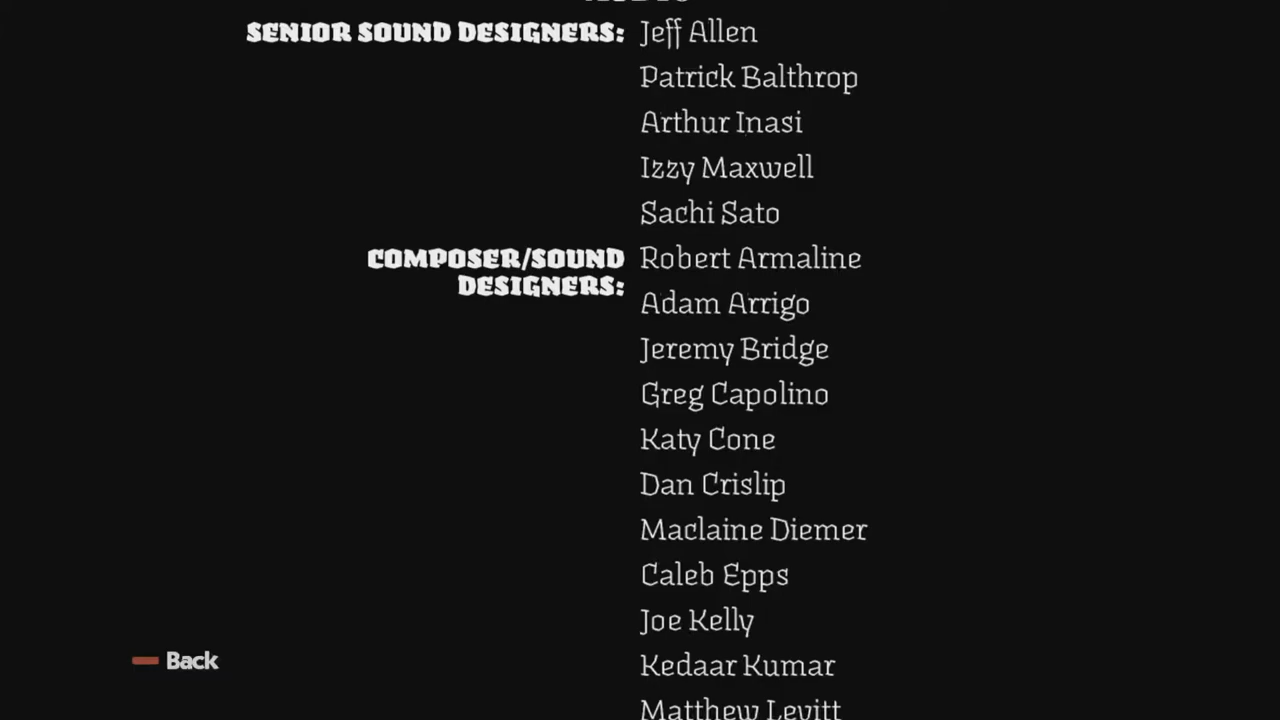 SENIOR SOUND DESIGNERS: Jeff Allen
Patrick Balthrop
Arthur Inasi
Izzy Maxwell
Sachi Sato
COMPOSER/SOUND DESIGNERS: Robert Armaline
Adam Arrigo
Jeremy Bridge
Greg Capolino
Katy Cone
Dan Crislip
Maclaine Diemer
Caleb Epps
Joe Kelly
Kedaar Kumar
Back
Matthew Levitt